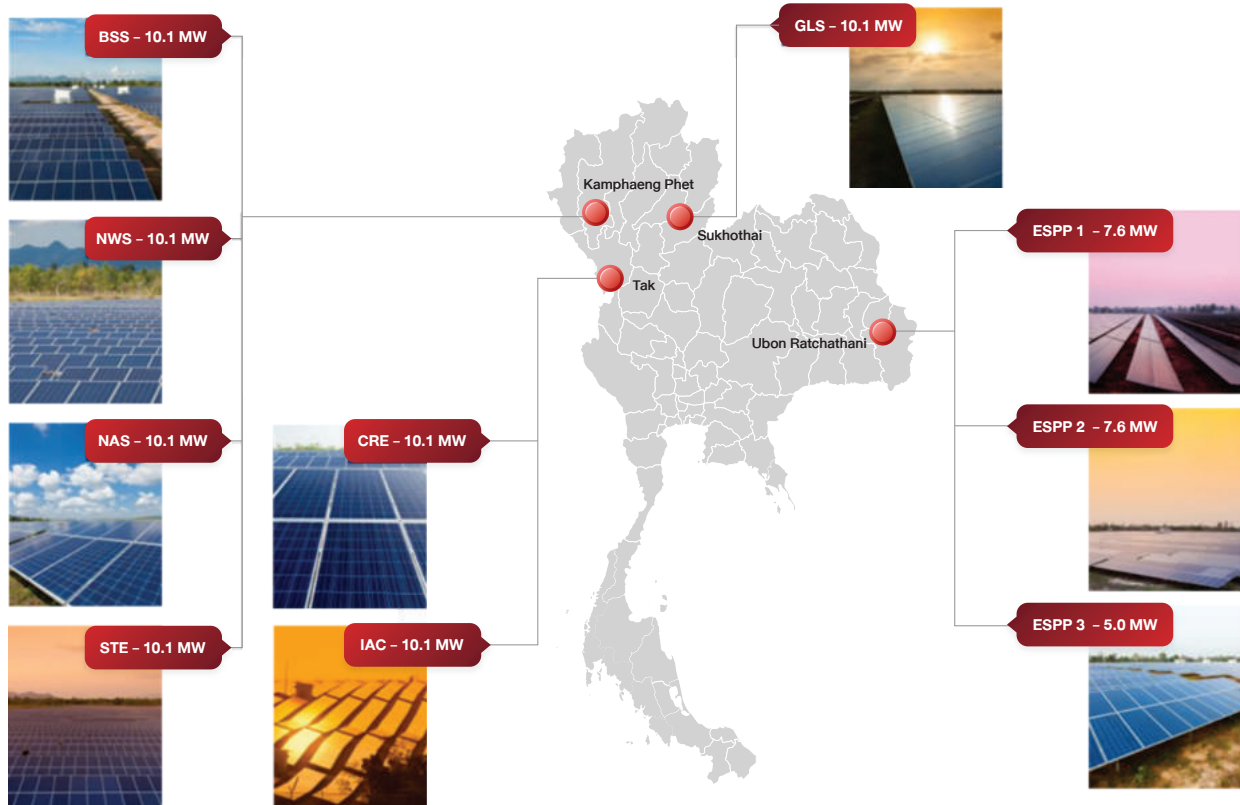 BSS – 10.1 MW
GLS – 10.1 MW
Kamphaeng Phet
NWS – 10.1 MW
Sukhothai
ESPP 1 – 7.6 MW
Tak
Ubon Ratchathani
NAS – 10.1 MW
CRE – 10.1 MW
ESPP 2 – 7.6 MW
STE – 10.1 MW
IAC – 10.1 MW
ESPP 3 – 5.0 MW